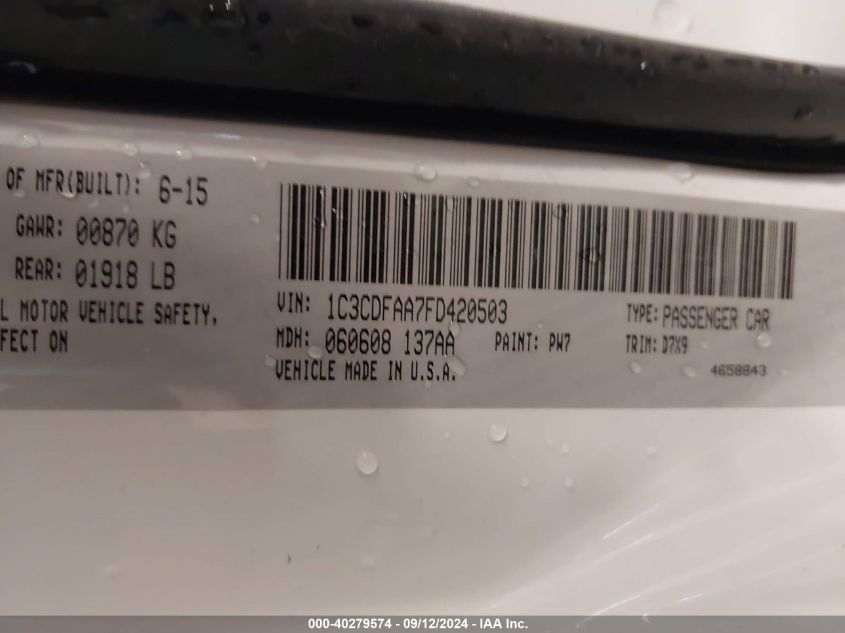 OF MFR(BUILT): 6-15
GAWR: 00870 KG
REAR: 01918 LB
L MOTOR VEHICLE SAFETY,
FECT ON
VIN: 1C3CDFAA7FD420503 TYPE: PASSENGER CAR
MDH: 060608 137AA PAINT: PW7 TRIM: D7X9
VEHICLE MADE IN U.S.A. 4658843
000-40279574 - 09/12/2024 - IAA Inc.